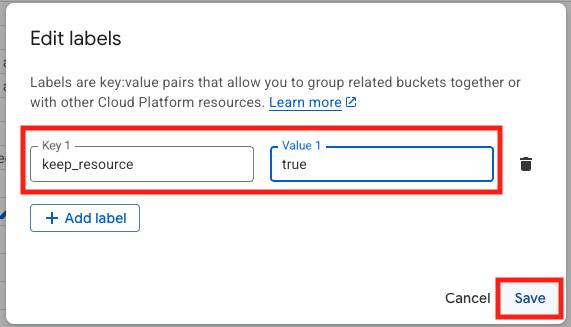 Edit labels
Labels are key:value pairs that allow you to group related buckets together or
with other Cloud Platform resources. Learn more
Key 1
keep_resource
Value 1
true
+ Add label
Cancel
Save